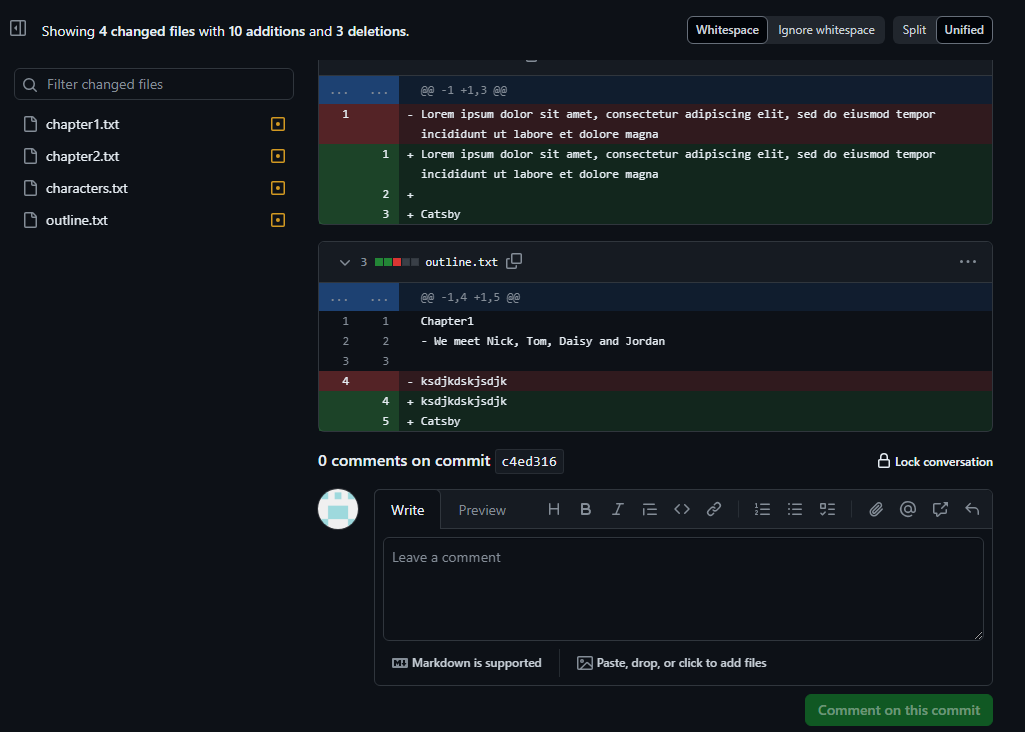 Showing 4 changed files with 10 additions and 3 deletions.
Whitespace Ignore whitespace Split Unified
Filter changed files
chapter1.txt
chapter2.txt
characters.txt
outline.txt
... ... @@ -1 +1,3 @@
1 - Lorem ipsum dolor sit amet, consectetur adipiscing elit, sed do eiusmod tempor
incididunt ut labore et dolore magna
1 + Lorem ipsum dolor sit amet, consectetur adipiscing elit, sed do eiusmod tempor
incididunt ut labore et dolore magna
2 +
3 + Catsby
3 outline.txt
... ... @@ -1,4 +1,5 @@
1 1 Chapter1
2 2 - We meet Nick, Tom, Daisy and Jordan
3 3
4 - ksdjkdskjsdjk
4 + ksdjkdskjsdjk
5 + Catsby
0 comments on commit c4ed316
Lock conversation
Write Preview
Leave a comment
Markdown is supported
Paste, drop, or click to add files
Comment on this commit